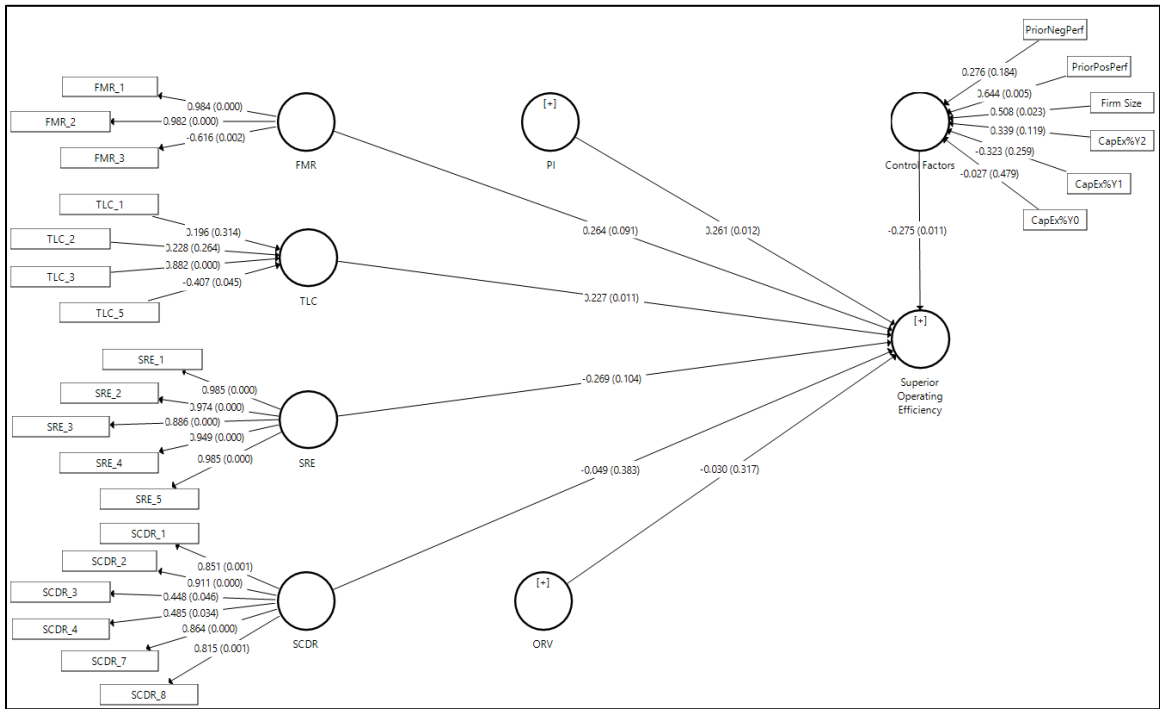 PriorNegPerf
0.276 (0.184)
PriorPosPerf
0.644 (0.005)
Firm Size
0.508 (0.023)
CapEx%Y2
0.339 (0.119)
CapEx%Y1
-0.323 (0.259)
CapEx%Y0
-0.027 (0.479)
Control Factors
-0.275 (0.011)
FMR_1
0.984 (0.000)
FMR_2
0.982 (0.000)
FMR_3
-0.616 (0.002)
FMR
0.264 (0.091)
[+]
PI
0.261 (0.012)
TLC_1
0.196 (0.314)
TLC_2
0.228 (0.264)
TLC_3
0.882 (0.000)
TLC_5
-0.407 (0.045)
TLC
0.227 (0.011)
[+]
Superior
Operating
Efficiency
SRE_1
0.985 (0.000)
SRE_2
0.974 (0.000)
SRE_3
0.886 (0.000)
SRE_4
0.949 (0.000)
SRE_5
0.985 (0.000)
SRE
-0.269 (0.104)
SCDR_1
0.851 (0.001)
SCDR_2
0.911 (0.000)
SCDR_3
0.448 (0.046)
SCDR_4
0.485 (0.034)
SCDR_7
0.864 (0.000)
SCDR_8
0.815 (0.001)
SCDR
-0.049 (0.383)
[+]
ORV
-0.030 (0.317)